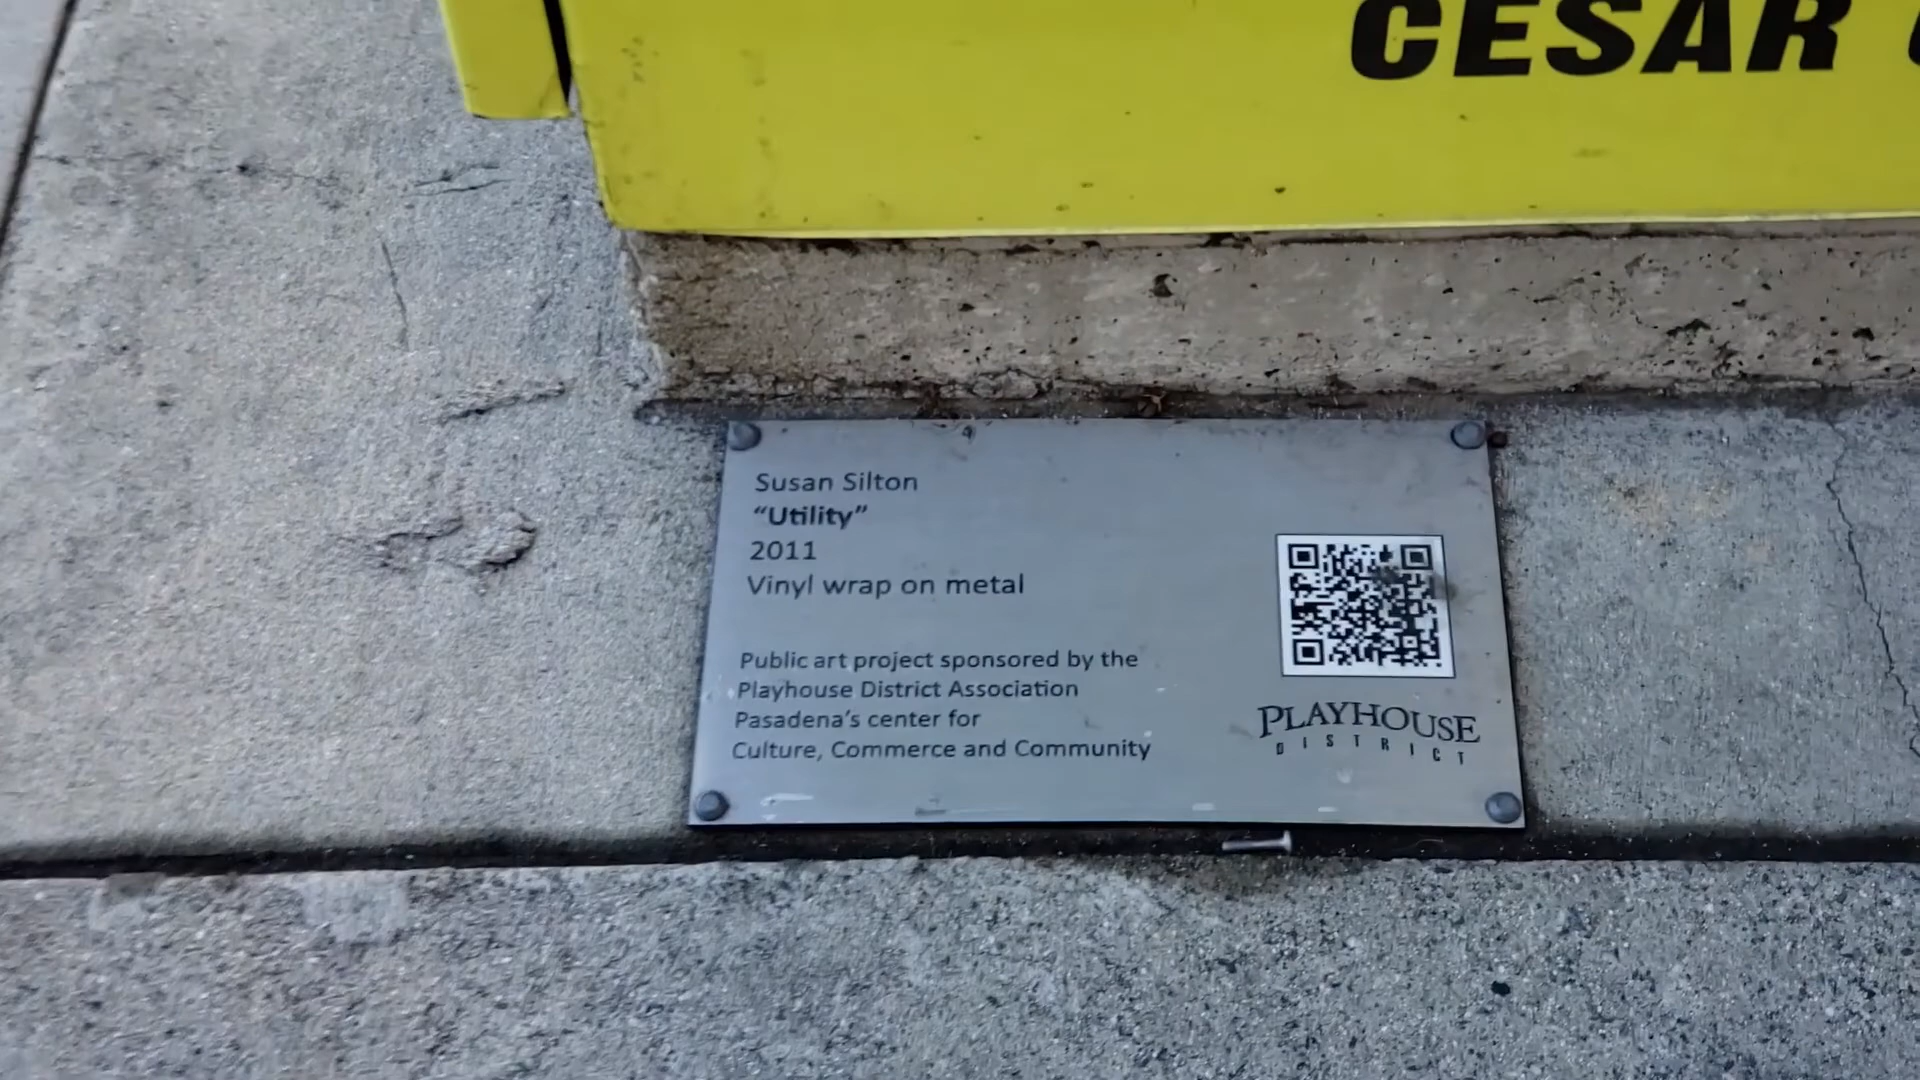 CESAR
Susan Silton
“Utility”
2011
Vinyl wrap on metal
Public art project sponsored by the
Playhouse District Association
Pasadena’s center for
Culture, Commerce and Community
PLAYHOUSE
DISTRICT